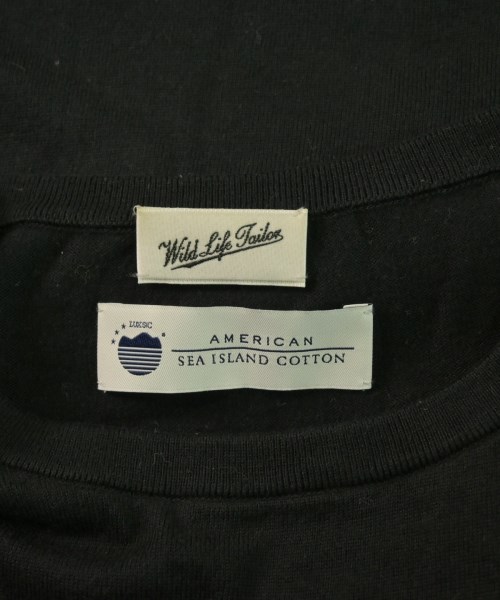 Wild Life Tailor
AMERICAN
SEA ISLAND COTTON